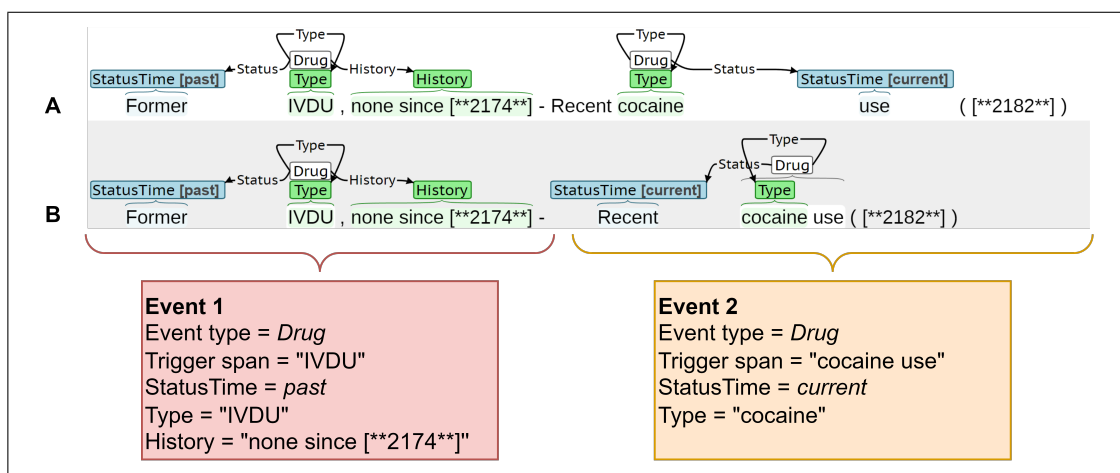 Type Type
Drug Drug
StatusTime [past] Status Type History History Type Status StatusTime [current]
A Former IVDU , none since [**2174**] - Recent cocaine use ( [**2182**] )
Type Type
Drug Status Drug
StatusTime [past] Status Type History History StatusTime [current] Type
B Former IVDU , none since [**2174**] - Recent cocaine use ( [**2182**] )
Event 1
Event type = Drug
Trigger span = "IVDU"
StatusTime = past
Type = "IVDU"
History = "none since [**2174**]"
Event 2
Event type = Drug
Trigger span = "cocaine use"
StatusTime = current
Type = "cocaine"